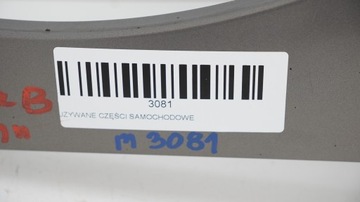 3081
UŻYWANE CZĘŚCI SAMOCHODOWE
M 3081
B